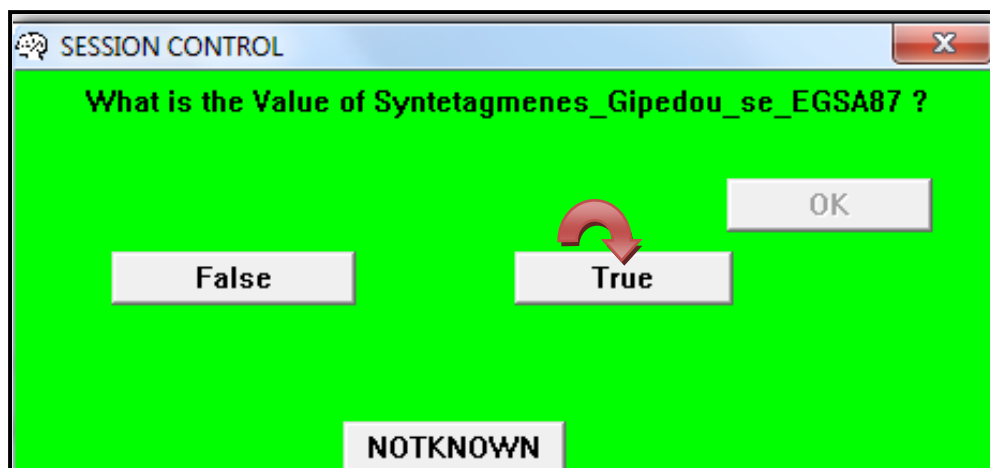 SESSION CONTROL
What is the Value of Syntetagmenes_Gipedou_se_EGSA87 ?
OK
False
True
NOTKNOWN